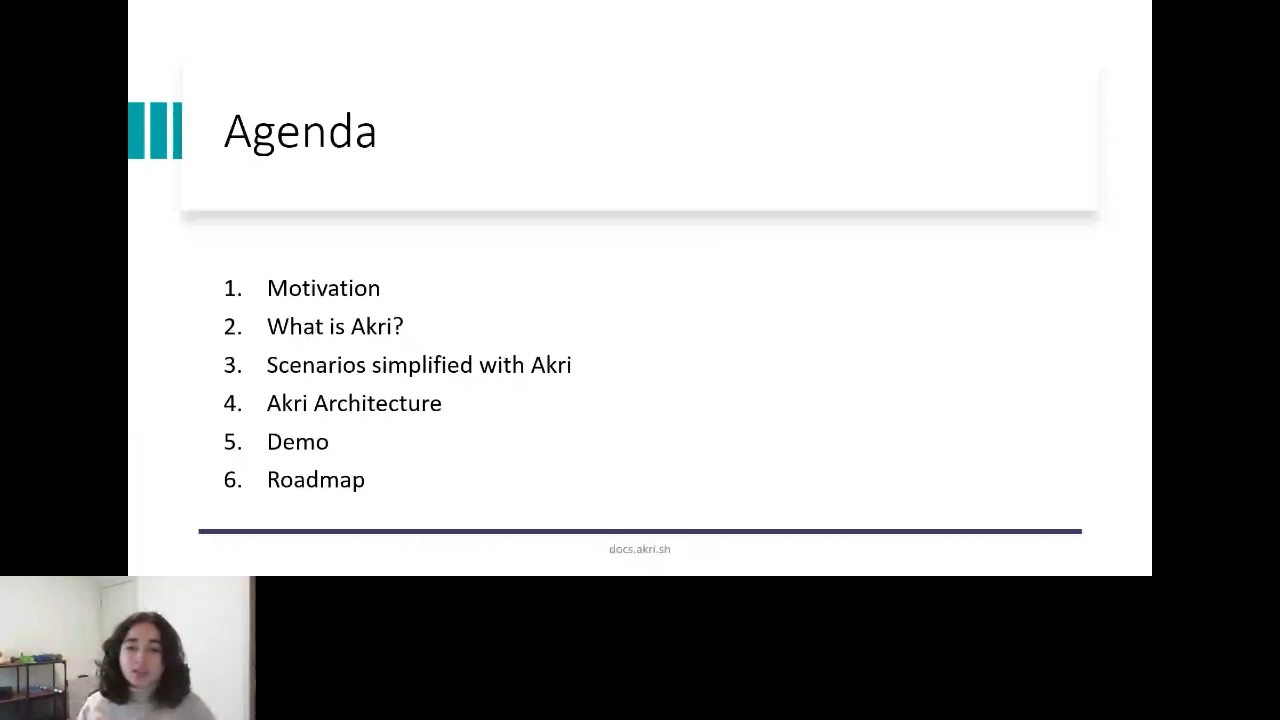 Agenda
1. Motivation
2. What is Akri?
3. Scenarios simplified with Akri
4. Akri Architecture
5. Demo
6. Roadmap
docs.akri.sh